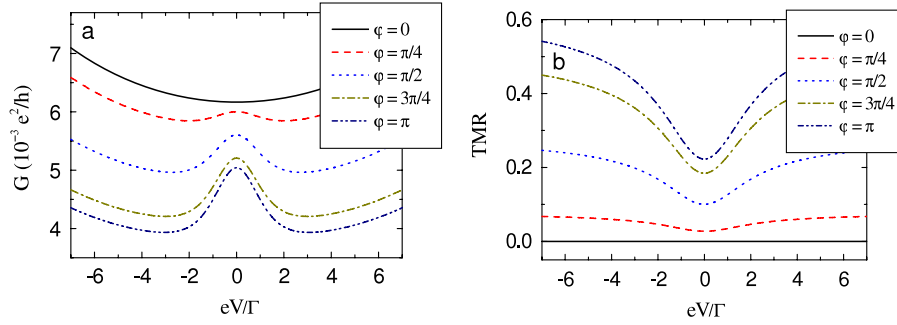 a
φ = 0
φ = π/4
φ = π/2
φ = 3π/4
φ = π
7
6
5
4
G (10⁻³ e²/h)
-6 -4 -2 0 2 4 6
eV/Γ
b
φ = 0
φ = π/4
φ = π/2
φ = 3π/4
φ = π
0.6
0.4
0.2
0.0
TMR
-6 -4 -2 0 2 4 6
eV/Γ